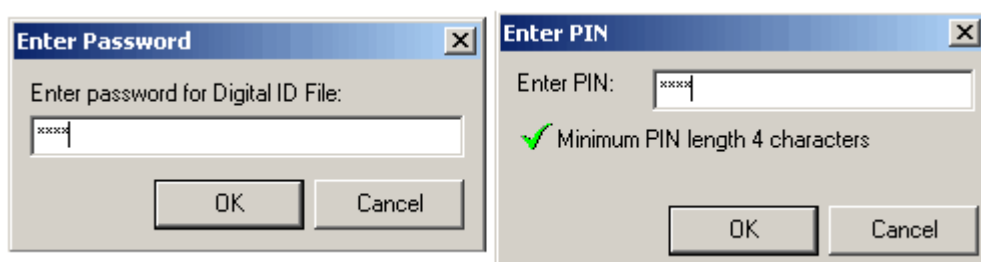 Enter Password
Enter password for Digital ID File:
****
OK Cancel
Enter PIN
Enter PIN: ****
Minimum PIN length 4 characters
OK Cancel